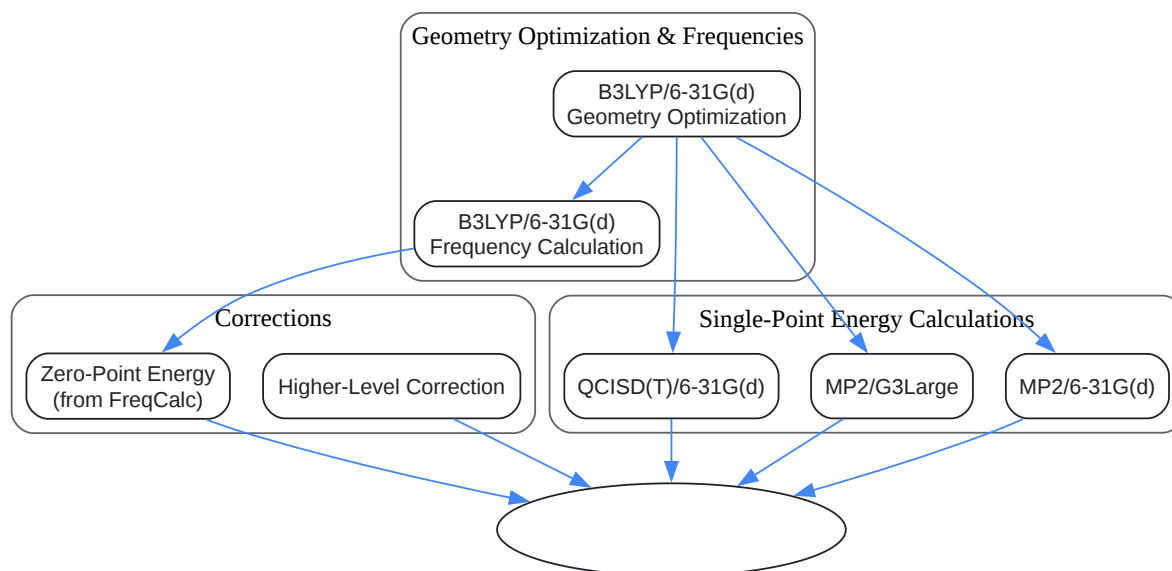 Geometry Optimization & Frequencies
B3LYP/6-31G(d)
Geometry Optimization
B3LYP/6-31G(d)
Frequency Calculation
Corrections
Single-Point Energy Calculations
Zero-Point Energy
(from FreqCalc)
Higher-Level Correction
QCISD(T)/6-31G(d)
MP2/G3Large
MP2/6-31G(d)